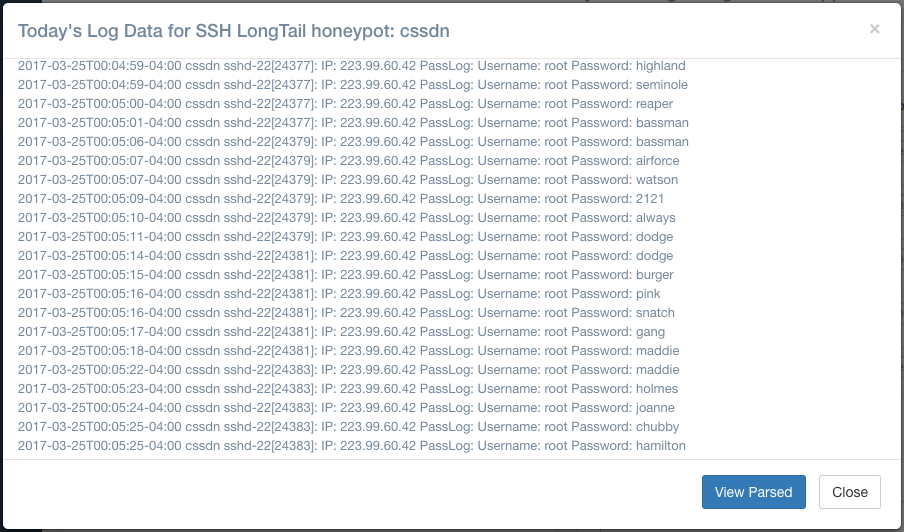 Today's Log Data for SSH LongTail honeypot: cssdn
×
2017-03-25T00:04:59-04:00 cssdn sshd-22[24377]: IP: 223.99.60.42 PassLog: Username: root Password: highland
2017-03-25T00:04:59-04:00 cssdn sshd-22[24377]: IP: 223.99.60.42 PassLog: Username: root Password: seminole
2017-03-25T00:05:00-04:00 cssdn sshd-22[24377]: IP: 223.99.60.42 PassLog: Username: root Password: reaper
2017-03-25T00:05:01-04:00 cssdn sshd-22[24377]: IP: 223.99.60.42 PassLog: Username: root Password: bassman
2017-03-25T00:05:06-04:00 cssdn sshd-22[24379]: IP: 223.99.60.42 PassLog: Username: root Password: bassman
2017-03-25T00:05:07-04:00 cssdn sshd-22[24379]: IP: 223.99.60.42 PassLog: Username: root Password: airforce
2017-03-25T00:05:07-04:00 cssdn sshd-22[24379]: IP: 223.99.60.42 PassLog: Username: root Password: watson
2017-03-25T00:05:09-04:00 cssdn sshd-22[24379]: IP: 223.99.60.42 PassLog: Username: root Password: 2121
2017-03-25T00:05:10-04:00 cssdn sshd-22[24379]: IP: 223.99.60.42 PassLog: Username: root Password: always
2017-03-25T00:05:11-04:00 cssdn sshd-22[24379]: IP: 223.99.60.42 PassLog: Username: root Password: dodge
2017-03-25T00:05:14-04:00 cssdn sshd-22[24381]: IP: 223.99.60.42 PassLog: Username: root Password: dodge
2017-03-25T00:05:15-04:00 cssdn sshd-22[24381]: IP: 223.99.60.42 PassLog: Username: root Password: burger
2017-03-25T00:05:16-04:00 cssdn sshd-22[24381]: IP: 223.99.60.42 PassLog: Username: root Password: pink
2017-03-25T00:05:16-04:00 cssdn sshd-22[24381]: IP: 223.99.60.42 PassLog: Username: root Password: snatch
2017-03-25T00:05:17-04:00 cssdn sshd-22[24381]: IP: 223.99.60.42 PassLog: Username: root Password: gang
2017-03-25T00:05:18-04:00 cssdn sshd-22[24381]: IP: 223.99.60.42 PassLog: Username: root Password: maddie
2017-03-25T00:05:22-04:00 cssdn sshd-22[24383]: IP: 223.99.60.42 PassLog: Username: root Password: maddie
2017-03-25T00:05:23-04:00 cssdn sshd-22[24383]: IP: 223.99.60.42 PassLog: Username: root Password: holmes
2017-03-25T00:05:24-04:00 cssdn sshd-22[24383]: IP: 223.99.60.42 PassLog: Username: root Password: joanne
2017-03-25T00:05:25-04:00 cssdn sshd-22[24383]: IP: 223.99.60.42 PassLog: Username: root Password: chubby
2017-03-25T00:05:25-04:00 cssdn sshd-22[24383]: IP: 223.99.60.42 PassLog: Username: root Password: hamilton
View Parsed
Close